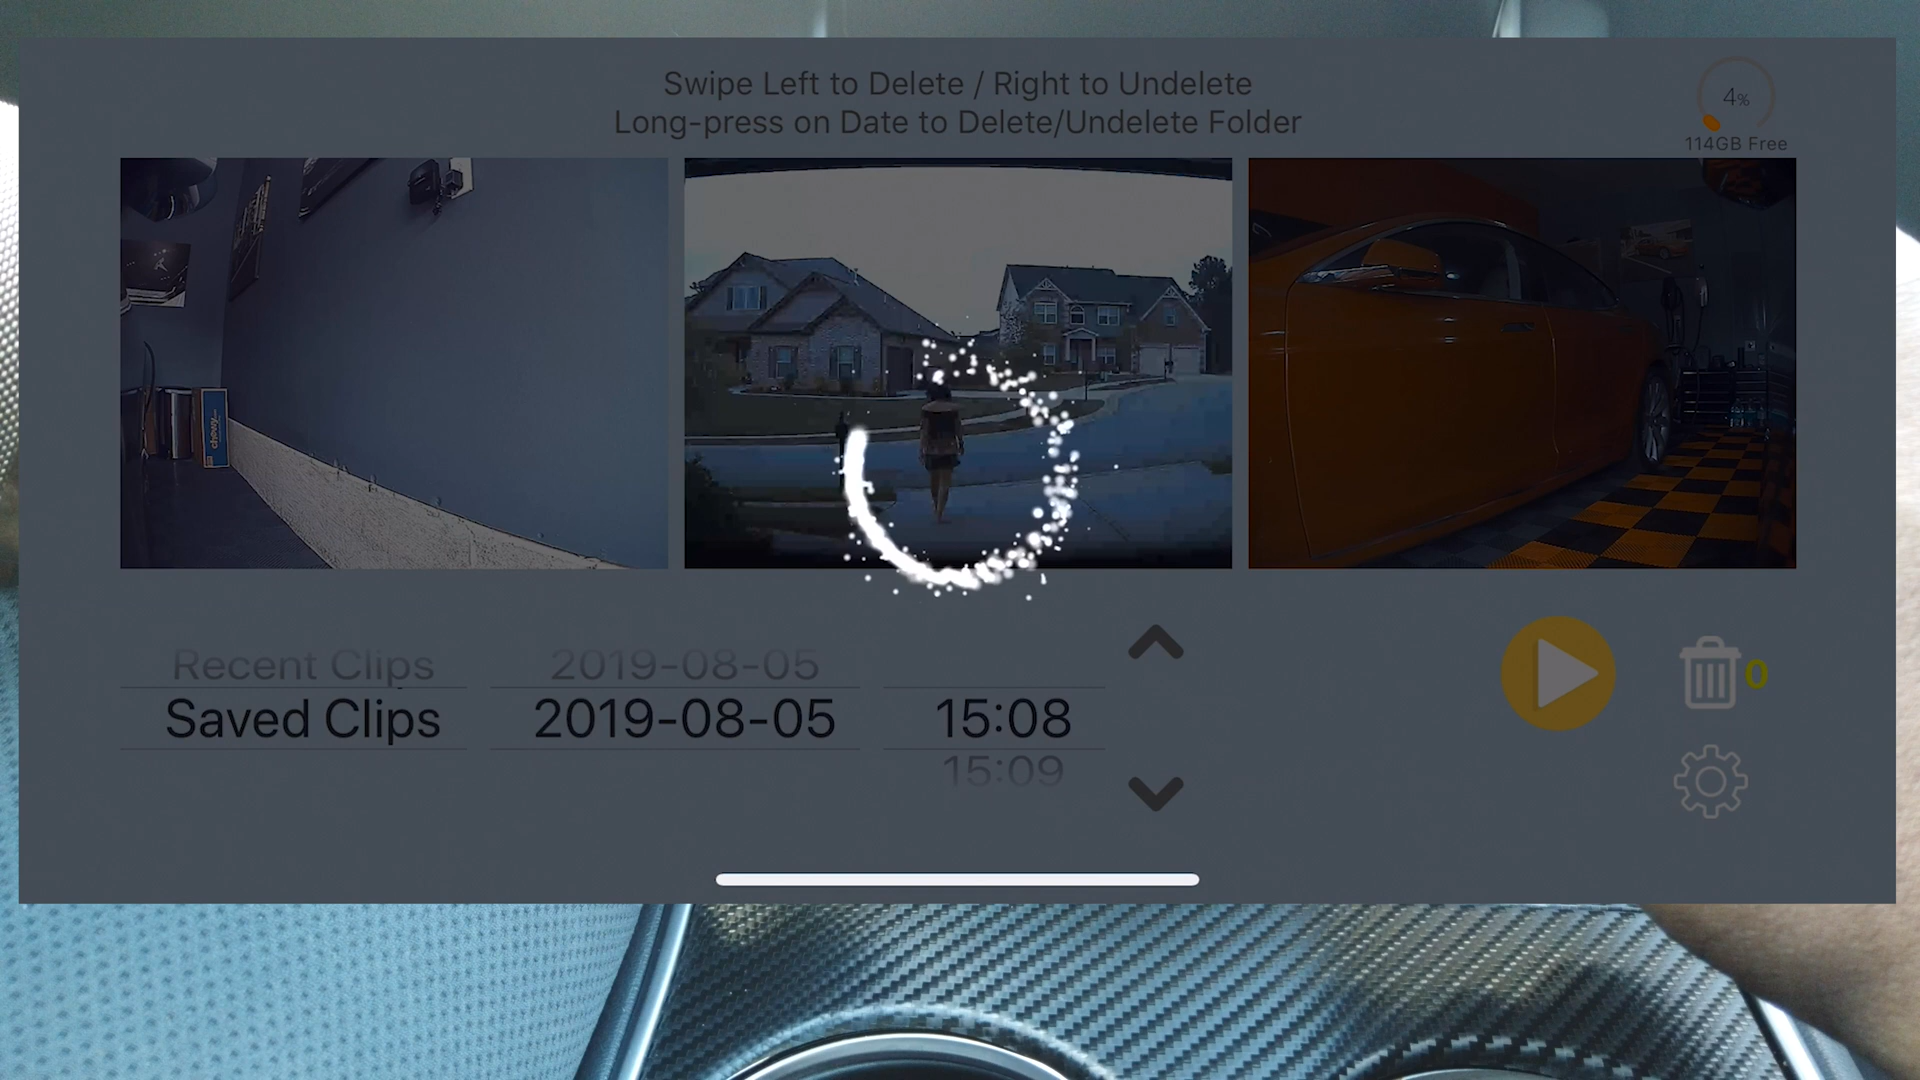 Swipe Left to Delete / Right to Undelete
Long-press on Date to Delete/Undelete Folder
4%
114GB Free
chewy
Recent Clips
2019-08-05
Saved Clips
2019-08-05
15:08
0
15:09